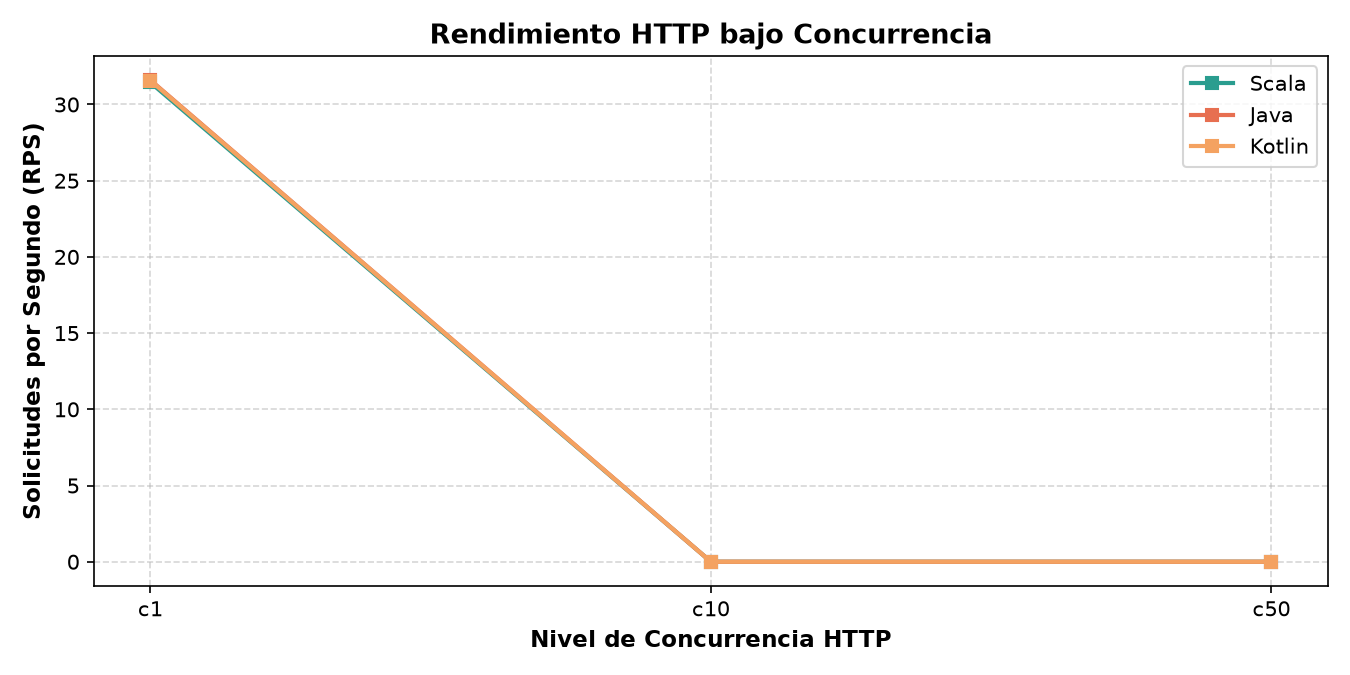 Rendimiento HTTP bajo Concurrencia
Solicitudes por Segundo (RPS)
30
25
20
15
10
5
0
Scala
Java
Kotlin
c1
c10
c50
Nivel de Concurrencia HTTP